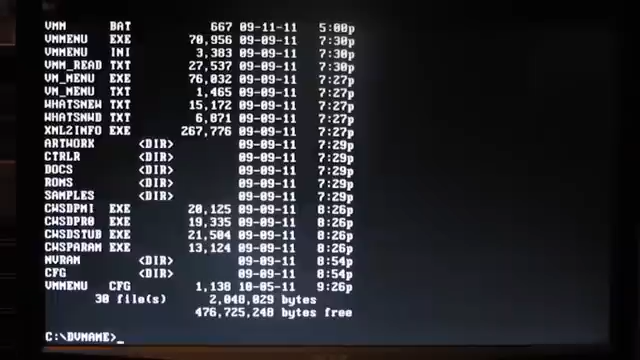 VMM BAT 667 09-11-11 5:00p
VMMENU EXE 70,956 09-09-11 7:30p
VMMENU INI 3,383 09-09-11 7:30p
VMM_READ TXT 27,537 09-09-11 7:30p
VM_MENU EXE 76,032 09-09-11 7:27p
VM_MENU TXT 1,465 09-09-11 7:27p
WHATSNEW TXT 15,172 09-09-11 7:27p
WHATSNWD TXT 6,871 09-09-11 7:27p
XML2INFO EXE 267,776 09-09-11 7:27p
ARTWORK <DIR> 09-09-11 7:29p
CTRLR <DIR> 09-09-11 7:29p
DOCS <DIR> 09-09-11 7:29p
ROMS <DIR> 09-09-11 7:29p
SAMPLES <DIR> 09-09-11 7:29p
CWSDPMI EXE 20,125 09-09-11 8:26p
CWSDPR0 EXE 19,335 09-09-11 8:26p
CWSDSTUB EXE 21,504 09-09-11 8:26p
CWSPARAM EXE 13,124 09-09-11 8:26p
NVRAM <DIR> 09-09-11 8:54p
CFG <DIR> 09-09-11 8:54p
VMMENU CFG 1,138 10-05-11 9:26p
30 file(s) 2,048,029 bytes
476,725,248 bytes free
C:\DVMAME>_